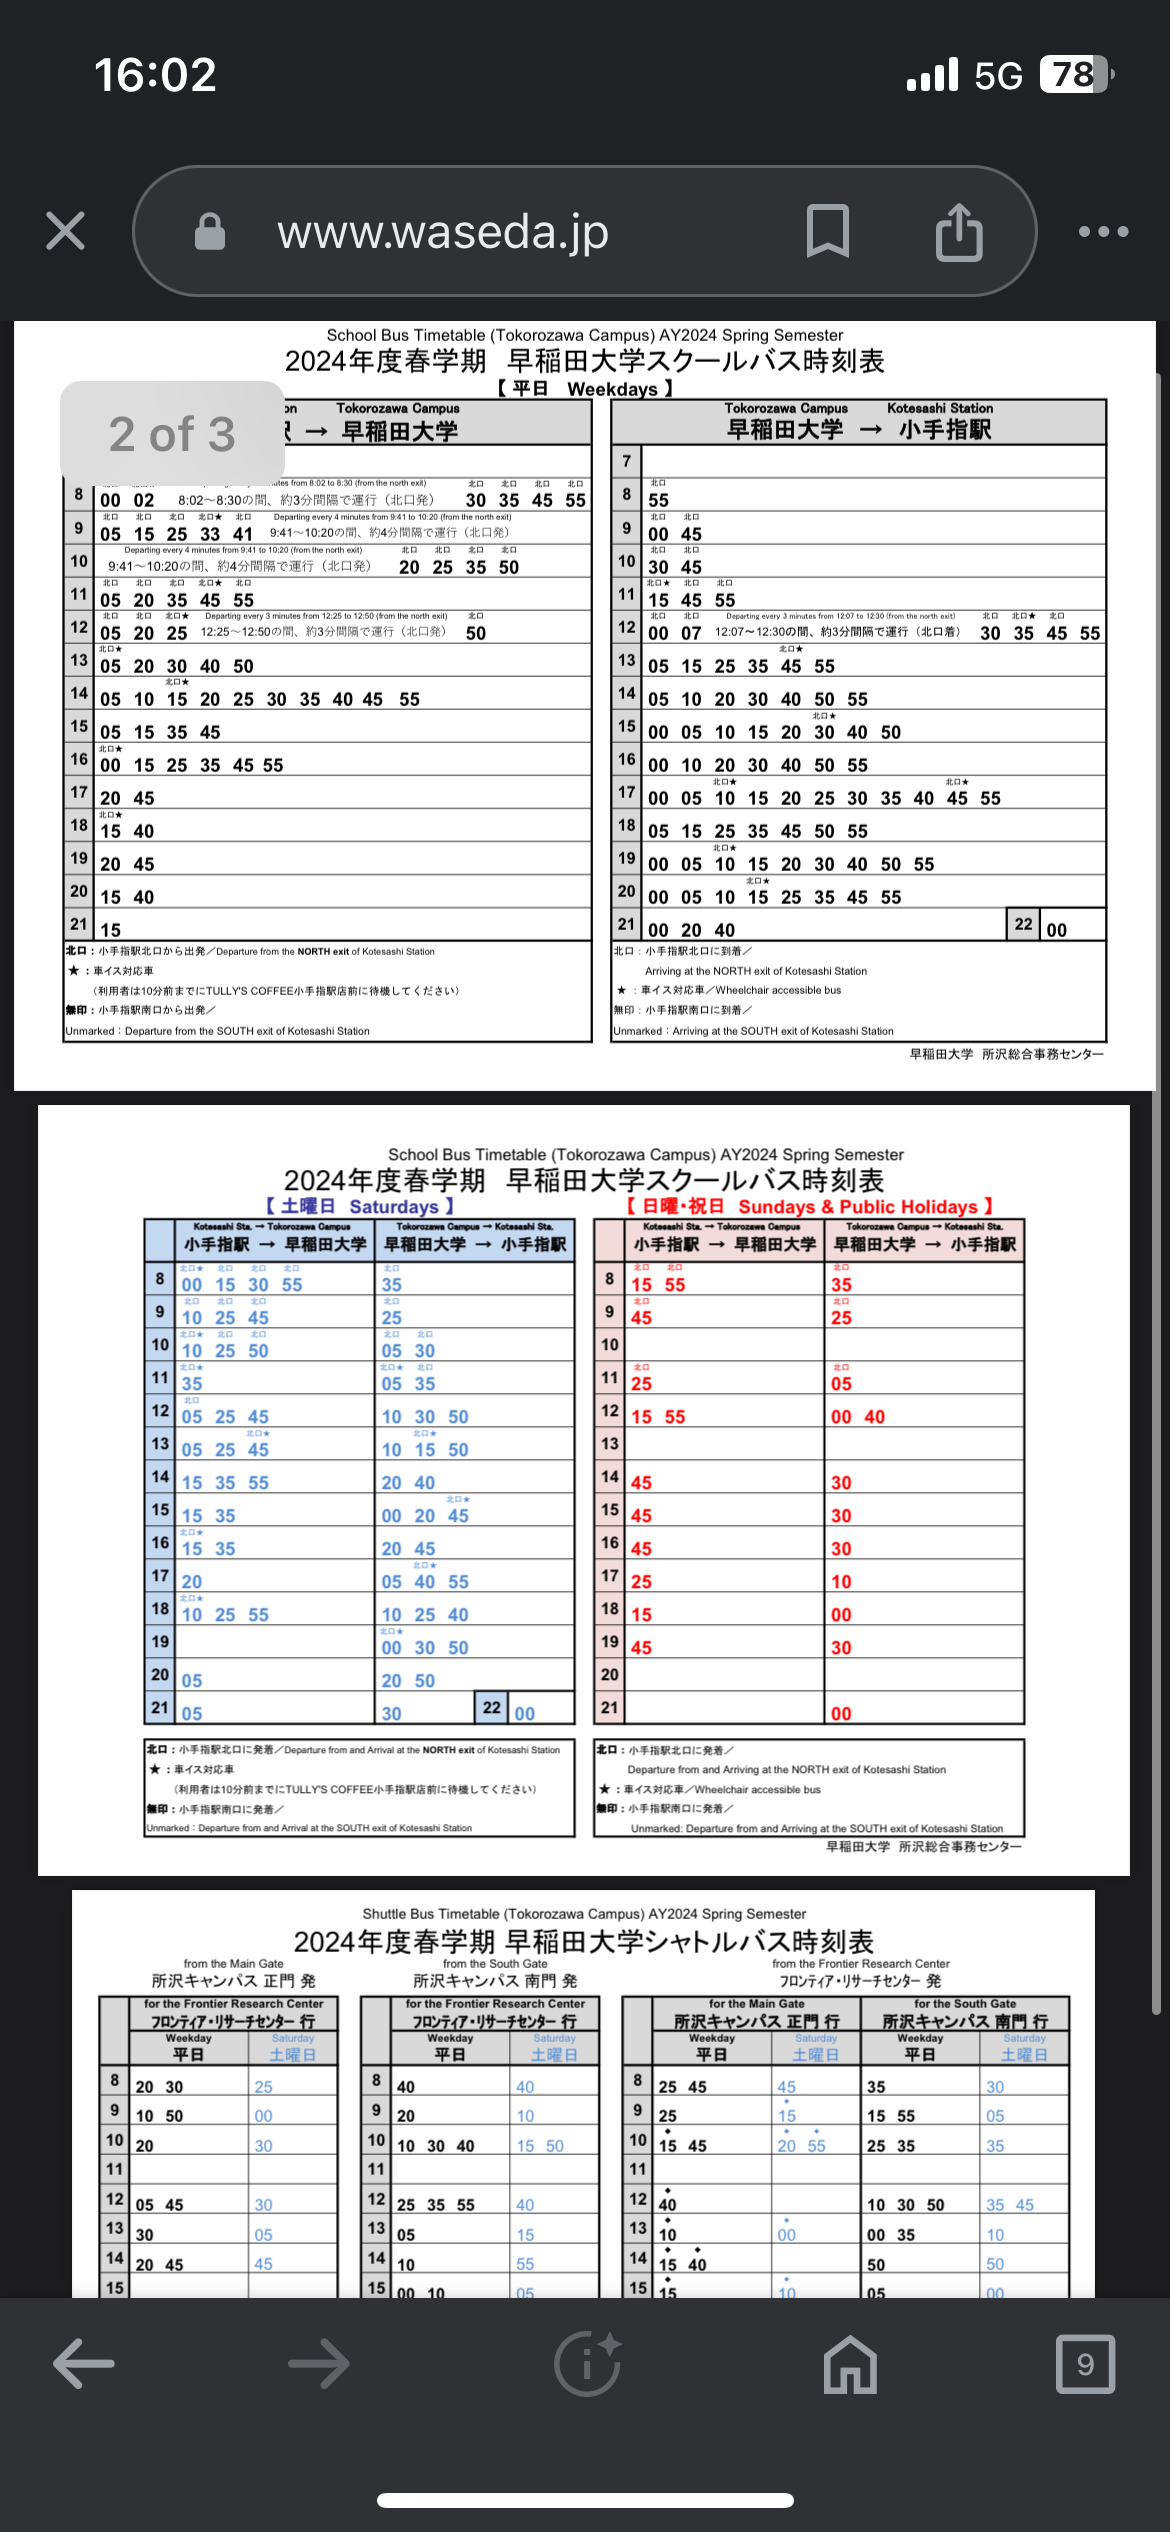 16:02
5G 78
www.waseda.jp
School Bus Timetable (Tokorozawa Campus) AY2024 Spring Semester
2024年度春学期　早稲田大学スクールバス時刻表
【 平日　Weekdays 】
2 of 3
on Tokorozawa Campus
→ 早稲田大学
utes from 8:02 to 8:30 (from the north exit) 北口 北口 北口 北口
8 00 02 8:02～8:30の間、約3分間隔で運行（北口発） 30 35 45 55
北口 北口 北口 北口★ 北口 Departing every 4 minutes from 9:41 to 10:20 (from the north exit)
9 05 15 25 33 41 9:41～10:20の間、約4分間隔で運行（北口発）
Departing every 4 minutes from 9:41 to 10:20 (from the north exit) 北口 北口 北口 北口
10 9:41～10:20の間、約4分間隔で運行（北口発） 20 25 35 50
北口 北口 北口 北口★ 北口
11 05 20 35 45 55
北口 北口 北口★ Departing every 3 minutes from 12:25 to 12:50 (from the north exit) 北口
12 05 20 25 12:25～12:50の間、約3分間隔で運行（北口発） 50
北口★
13 05 20 30 40 50
北口★
14 05 10 15 20 25 30 35 40 45 55
15 05 15 35 45
北口★
16 00 15 25 35 45 55
17 20 45
北口★
18 15 40
19 20 45
20 15 40
21 15
北口：小手指駅北口から出発／Departure from the NORTH exit of Kotesashi Station
★：車イス対応車
（利用者は10分前までにTULLY'S COFFEE小手指駅店前に待機してください）
無印：小手指駅南口から出発／
Unmarked：Departure from the SOUTH exit of Kotesashi Station
Tokorozawa Campus Kotesashi Station
早稲田大学 → 小手指駅
7
北口
8 55
北口 北口
9 00 45
北口 北口
10 30 45
北口★ 北口 北口
11 15 45 55
北口 北口 Departing every 3 minutes from 12:07 to 12:30 (from the north exit) 北口 北口★ 北口
12 00 07 12:07～12:30の間、約3分間隔で運行（北口着） 30 35 45 55
北口★
13 05 15 25 35 45 55
14 05 10 20 30 40 50 55
北口★
15 00 05 10 15 20 30 40 50
16 00 10 20 30 40 50 55
北口★ 北口★
17 00 05 10 15 20 25 30 35 40 45 55
18 05 15 25 35 45 50 55
北口★
19 00 05 10 15 20 30 40 50 55
北口★
20 00 05 10 15 25 35 45 55
21 00 20 40 22 00
北口：小手指駅北口に到着／
Arriving at the NORTH exit of Kotesashi Station
★：車イス対応車／Wheelchair accessible bus
無印：小手指駅南口に到着／
Unmarked：Arriving at the SOUTH exit of Kotesashi Station
早稲田大学　所沢総合事務センター
School Bus Timetable (Tokorozawa Campus) AY2024 Spring Semester
2024年度春学期　早稲田大学スクールバス時刻表
【 土曜日　Saturdays 】
Kotesashi Sta. → Tokorozawa Campus Tokorozawa Campus → Kotesashi Sta.
小手指駅 → 早稲田大学 早稲田大学 → 小手指駅
北口★ 北口 北口 北口 北口
8 00 15 30 55 35
北口 北口 北口 北口
9 10 25 45 25
北口★ 北口 北口 北口 北口
10 10 25 50 05 30
北口★ 北口★ 北口
11 35 05 35
北口
12 05 25 45 10 30 50
北口★ 北口★
13 05 25 45 10 15 50
14 15 35 55 20 40
北口★
15 15 35 00 20 45
北口★
16 15 35 20 45
北口★
17 20 05 40 55
北口★
18 10 25 55 10 25 40
北口★
19 00 30 50
20 05 20 50
21 05 30 22 00
北口：小手指駅北口に発着／Departure from and Arrival at the NORTH exit of Kotesashi Station
★：車イス対応車
（利用者は10分前までにTULLY'S COFFEE小手指駅店前に待機してください）
無印：小手指駅南口に発着／
Unmarked：Departure from and Arrival at the SOUTH exit of Kotesashi Station
【 日曜・祝日　Sundays & Public Holidays 】
Kotesashi Sta. → Tokorozawa Campus Tokorozawa Campus → Kotesashi Sta.
小手指駅 → 早稲田大学 早稲田大学 → 小手指駅
北口 北口 北口
8 15 55 35
北口 北口
9 45 25
10
北口 北口
11 25 05
12 15 55 00 40
13
14 45 30
15 45 30
16 45 30
17 25 10
18 15 00
19 45 30
20
21 00
北口：小手指駅北口に発着／
Departure from and Arriving at the NORTH exit of Kotesashi Station
★：車イス対応車／Wheelchair accessible bus
無印：小手指駅南口に発着／
Unmarked: Departure from and Arriving at the SOUTH exit of Kotesashi Station
早稲田大学　所沢総合事務センター
Shuttle Bus Timetable (Tokorozawa Campus) AY2024 Spring Semester
2024年度春学期 早稲田大学シャトルバス時刻表
from the Main Gate
所沢キャンパス 正門 発
for the Frontier Research Center
フロンティア・リサーチセンター 行
Weekday Saturday
平日 土曜日
8 20 30 25
9 10 50 00
10 20 30
11
12 05 45 30
13 30 05
14 20 45 45
15
from the South Gate
所沢キャンパス 南門 発
for the Frontier Research Center
フロンティア・リサーチセンター 行
Weekday Saturday
平日 土曜日
8 40 40
9 20 10
10 10 30 40 15 50
11
12 25 35 55 40
13 05 15
14 10 55
15 00 10 05
from the Frontier Research Center
フロンティア・リサーチセンター 発
for the Main Gate for the South Gate
所沢キャンパス 正門 行 所沢キャンパス 南門 行
Weekday Saturday Weekday Saturday
平日 土曜日 平日 土曜日
8 25 45 45 35 30
9 25 15 15 55 05
10 15 45 20 55 25 35 35
11
12 40 10 30 50 35 45
13 10 00 00 35 10
14 15 40 50 50
15 15 10 05 00
9